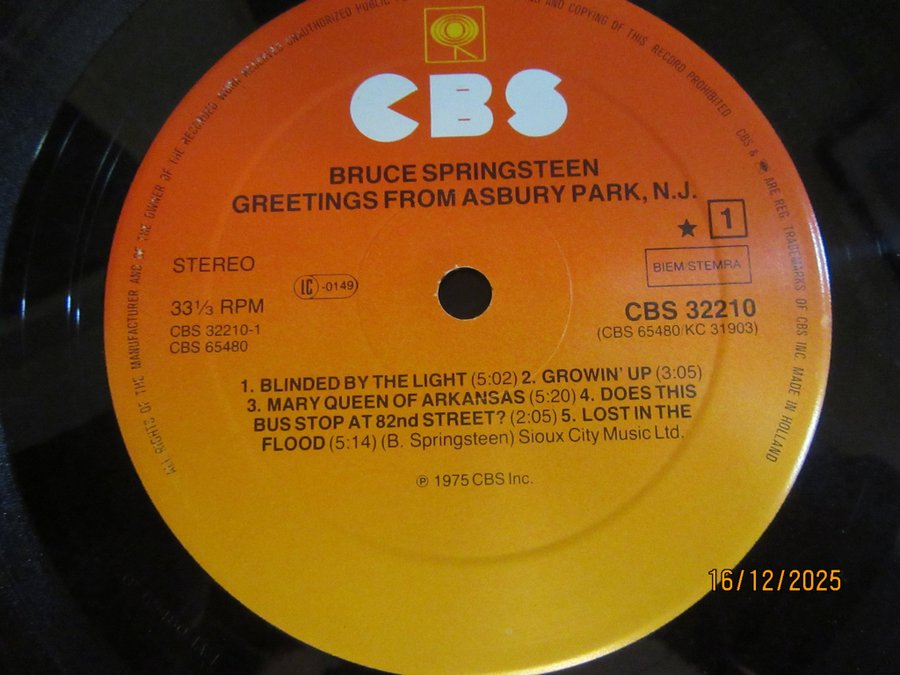 ALL RIGHTS OF THE MANUFACTURER AND OF THE OWNER OF THE RECORDED WORK RESERVED UNAUTHORIZED PUBLIC
AND COPYING OF THIS RECORD PROHIBITED
CBS & ARE REG. TRADEMARKS OF CBS INC. MADE IN HOLLAND
CBS
BRUCE SPRINGSTEEN
GREETINGS FROM ASBURY PARK, N.J.
★ 1
STEREO
LC -0149
BIEM/STEMRA
33⅓ RPM
CBS 32210
CBS 32210-1
(CBS 65480/KC 31903)
CBS 65480
1. BLINDED BY THE LIGHT (5:02) 2. GROWIN' UP (3:05)
3. MARY QUEEN OF ARKANSAS (5:20) 4. DOES THIS
BUS STOP AT 82nd STREET? (2:05) 5. LOST IN THE
FLOOD (5:14) (B. Springsteen) Sioux City Music Ltd.
℗ 1975 CBS Inc.
16/12/2025